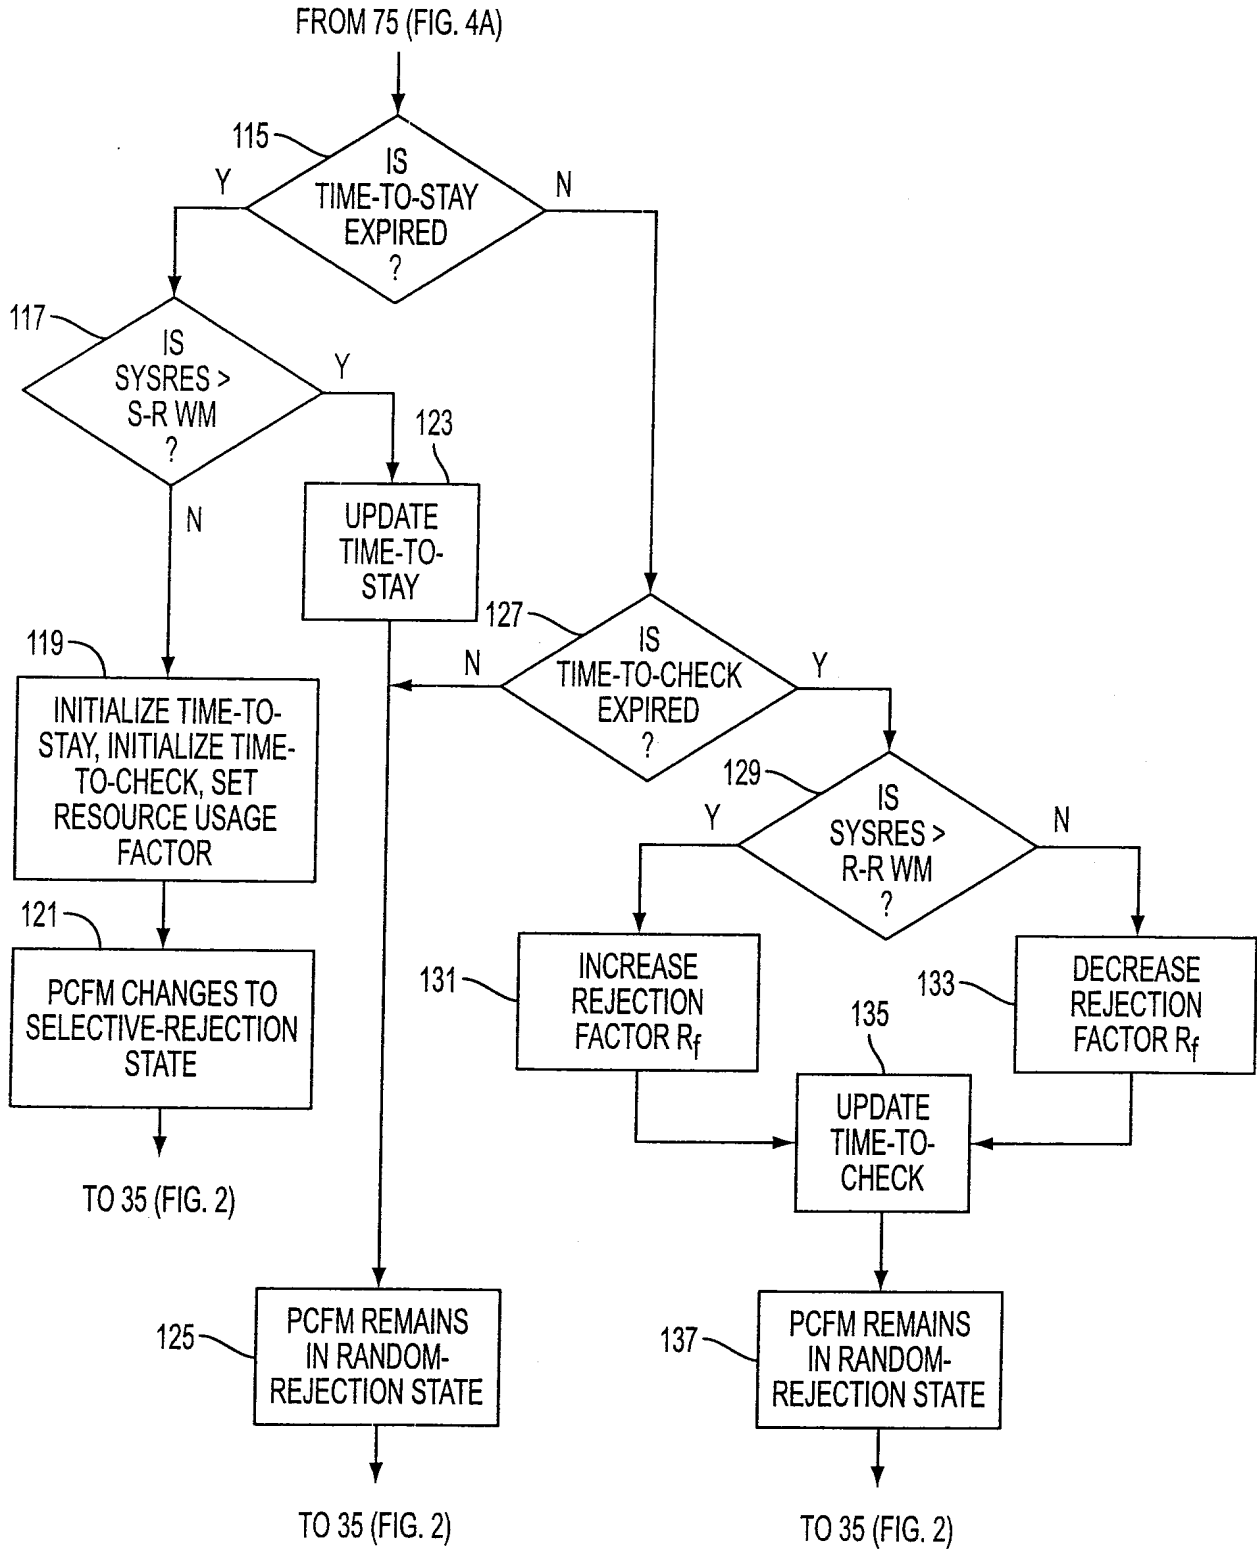 FROM 75 (FIG. 4A)
115
IS
TIME-TO-STAY
EXPIRED
?
Y
N
117
IS
SYSRES >
S-R WM
?
Y
N
123
UPDATE
TIME-TO-
STAY
127
IS
TIME-TO-CHECK
EXPIRED
?
N
Y
119
INITIALIZE TIME-TO-
STAY, INITIALIZE TIME-
TO-CHECK, SET
RESOURCE USAGE
FACTOR
129
IS
SYSRES >
R-R WM
?
Y
N
121
PCFM CHANGES TO
SELECTIVE-REJECTION
STATE
TO 35 (FIG. 2)
131
INCREASE
REJECTION
FACTOR Rf
133
DECREASE
REJECTION
FACTOR Rf
135
UPDATE
TIME-TO-
CHECK
125
PCFM REMAINS
IN RANDOM-
REJECTION STATE
TO 35 (FIG. 2)
137
PCFM REMAINS
IN RANDOM-
REJECTION STATE
TO 35 (FIG. 2)